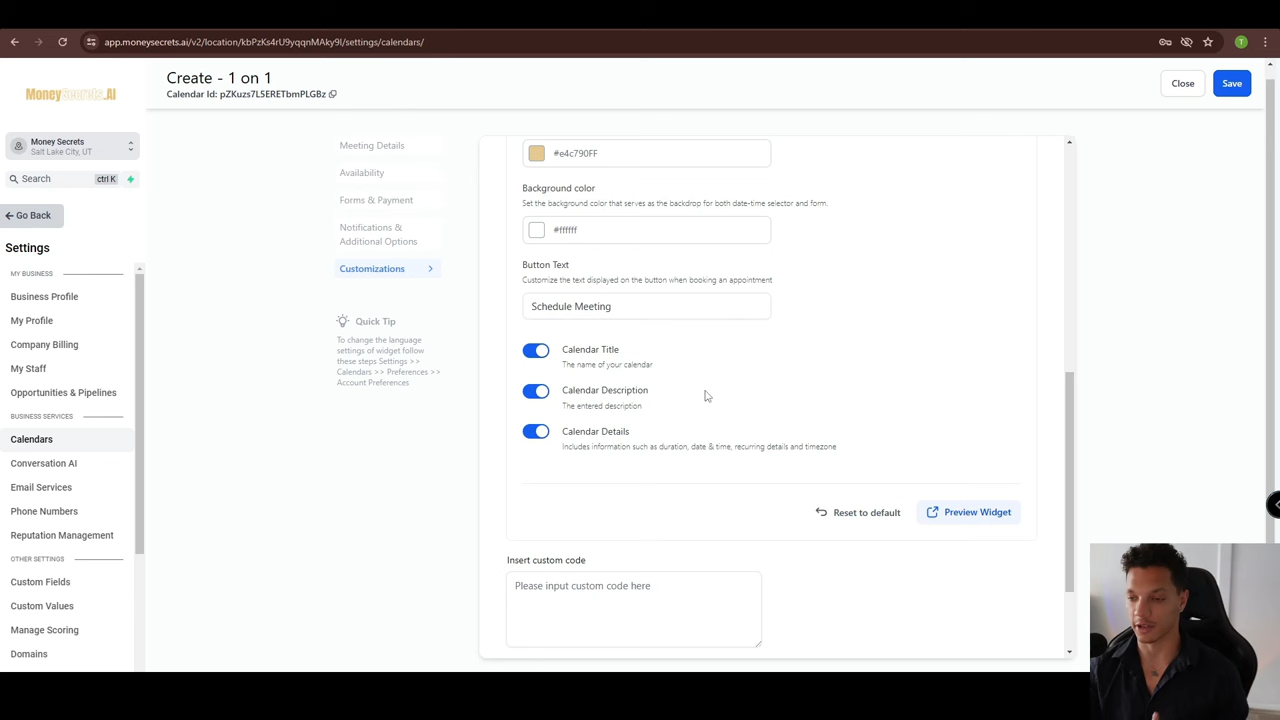 app.moneysecrets.ai/v2/location/kbPzKs4rU9yqqnMAky9I/settings/calendars/
T
MoneySecrets.AI
Create - 1 on 1
Calendar Id: pZKuzs7L5ERETbmPLGBz
Close
Save
Money Secrets
Salt Lake City, UT
Search
ctrl K
Go Back
Settings
MY BUSINESS
Business Profile
My Profile
Company Billing
My Staff
Opportunities & Pipelines
BUSINESS SERVICES
Calendars
Conversation AI
Email Services
Phone Numbers
Reputation Management
OTHER SETTINGS
Custom Fields
Custom Values
Manage Scoring
Domains
Meeting Details
Availability
Forms & Payment
Notifications &
Additional Options
Customizations
Quick Tip
To change the language
settings of widget follow
these steps Settings >>
Calendars >> Preferences >>
Account Preferences
#e4c790FF
Background color
Set the background color that serves as the backdrop for both date-time selector and form.
#ffffff
Button Text
Customize the text displayed on the button when booking an appointment
Schedule Meeting
Calendar Title
The name of your calendar
Calendar Description
The entered description
Calendar Details
Includes information such as duration, date & time, recurring details and timezone
Reset to default
Preview Widget
Insert custom code
Please input custom code here